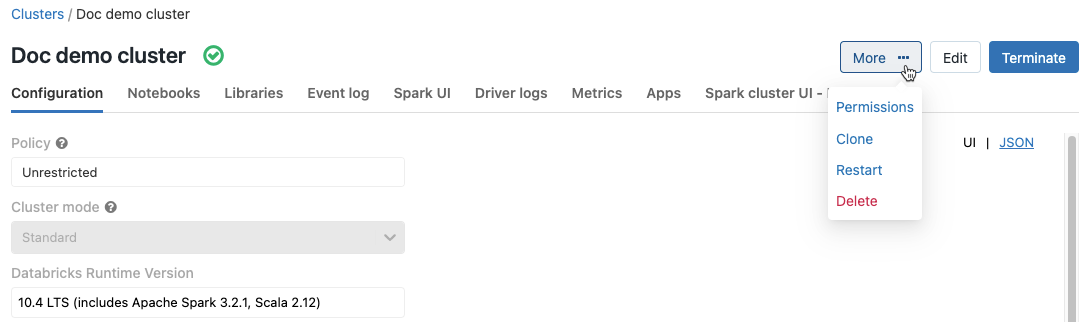 Clusters / Doc demo cluster
Doc demo cluster
More ··· Edit Terminate
Configuration Notebooks Libraries Event log Spark UI Driver logs Metrics Apps Spark cluster UI -
Permissions
Clone
Restart
Delete
UI | JSON
Policy ?
Unrestricted
Cluster mode ?
Standard
Databricks Runtime Version
10.4 LTS (includes Apache Spark 3.2.1, Scala 2.12)